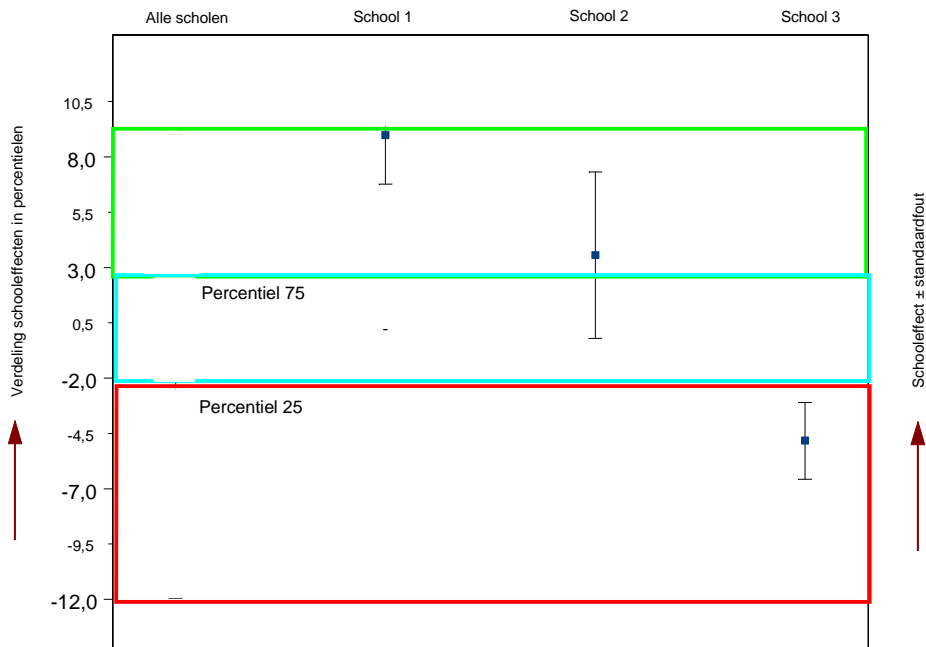 Alle scholen
School 1
School 2
School 3
Verdeling schooleffecten in percentielen
10,5
8,0
5,5
3,0
Percentiel 75
0,5
-2,0
Percentiel 25
-4,5
-7,0
-9,5
-12,0
Schooleffect ± standaardfout